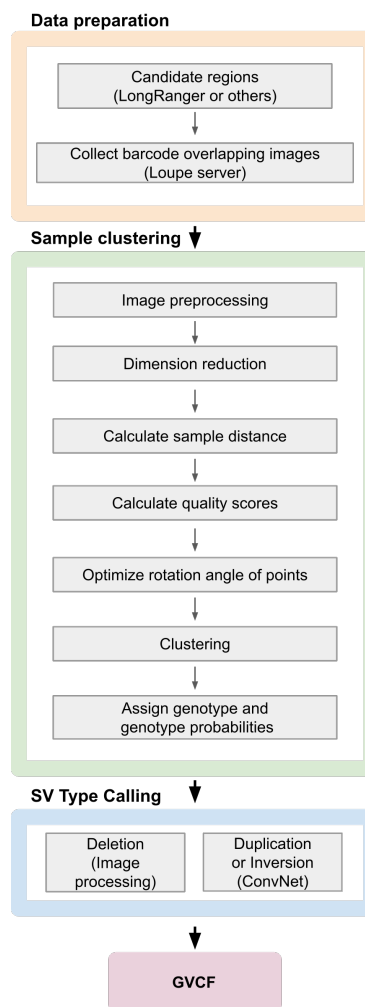 Data preparation
Candidate regions
(LongRanger or others)
Collect barcode overlapping images
(Loupe server)
Sample clustering
Image preprocessing
Dimension reduction
Calculate sample distance
Calculate quality scores
Optimize rotation angle of points
Clustering
Assign genotype and
genotype probabilities
SV Type Calling
Deletion
(Image
processing)
Duplication
or Inversion
(ConvNet)
GVCF